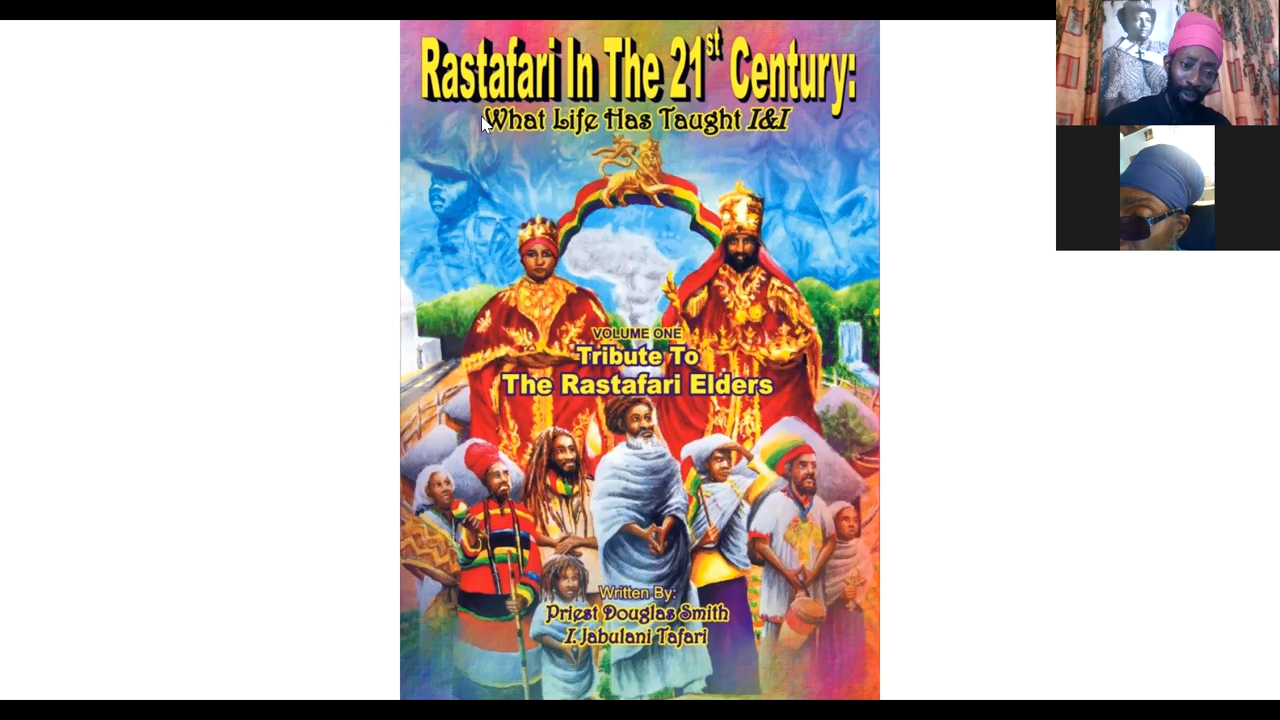 Rastafari In The 21st Century:
What Life Has Taught I&I
VOLUME ONE
Tribute To
The Rastafari Elders
Written By:
Priest Douglas Smith
I. Jabulani Tafari